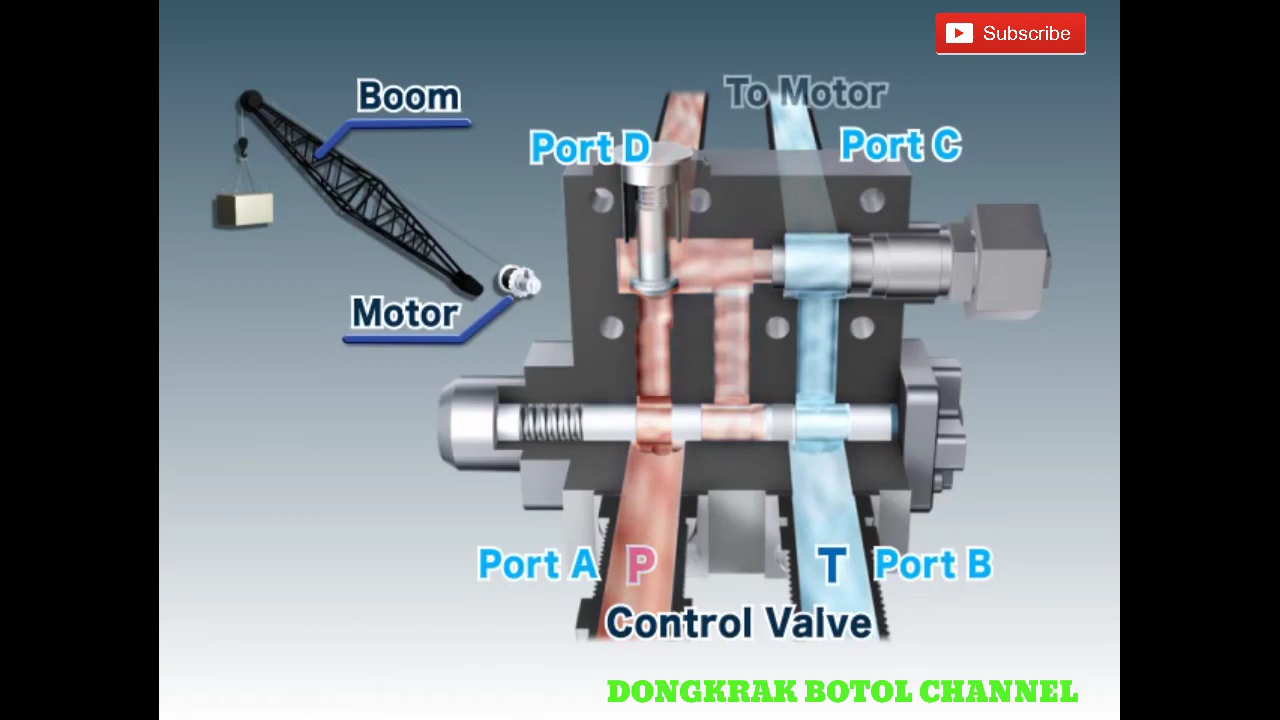 Subscribe
Boom
To Motor
Port D
Port C
Motor
Port A
P
T
Port B
Control Valve
DONGKRAK BOTOL CHANNEL